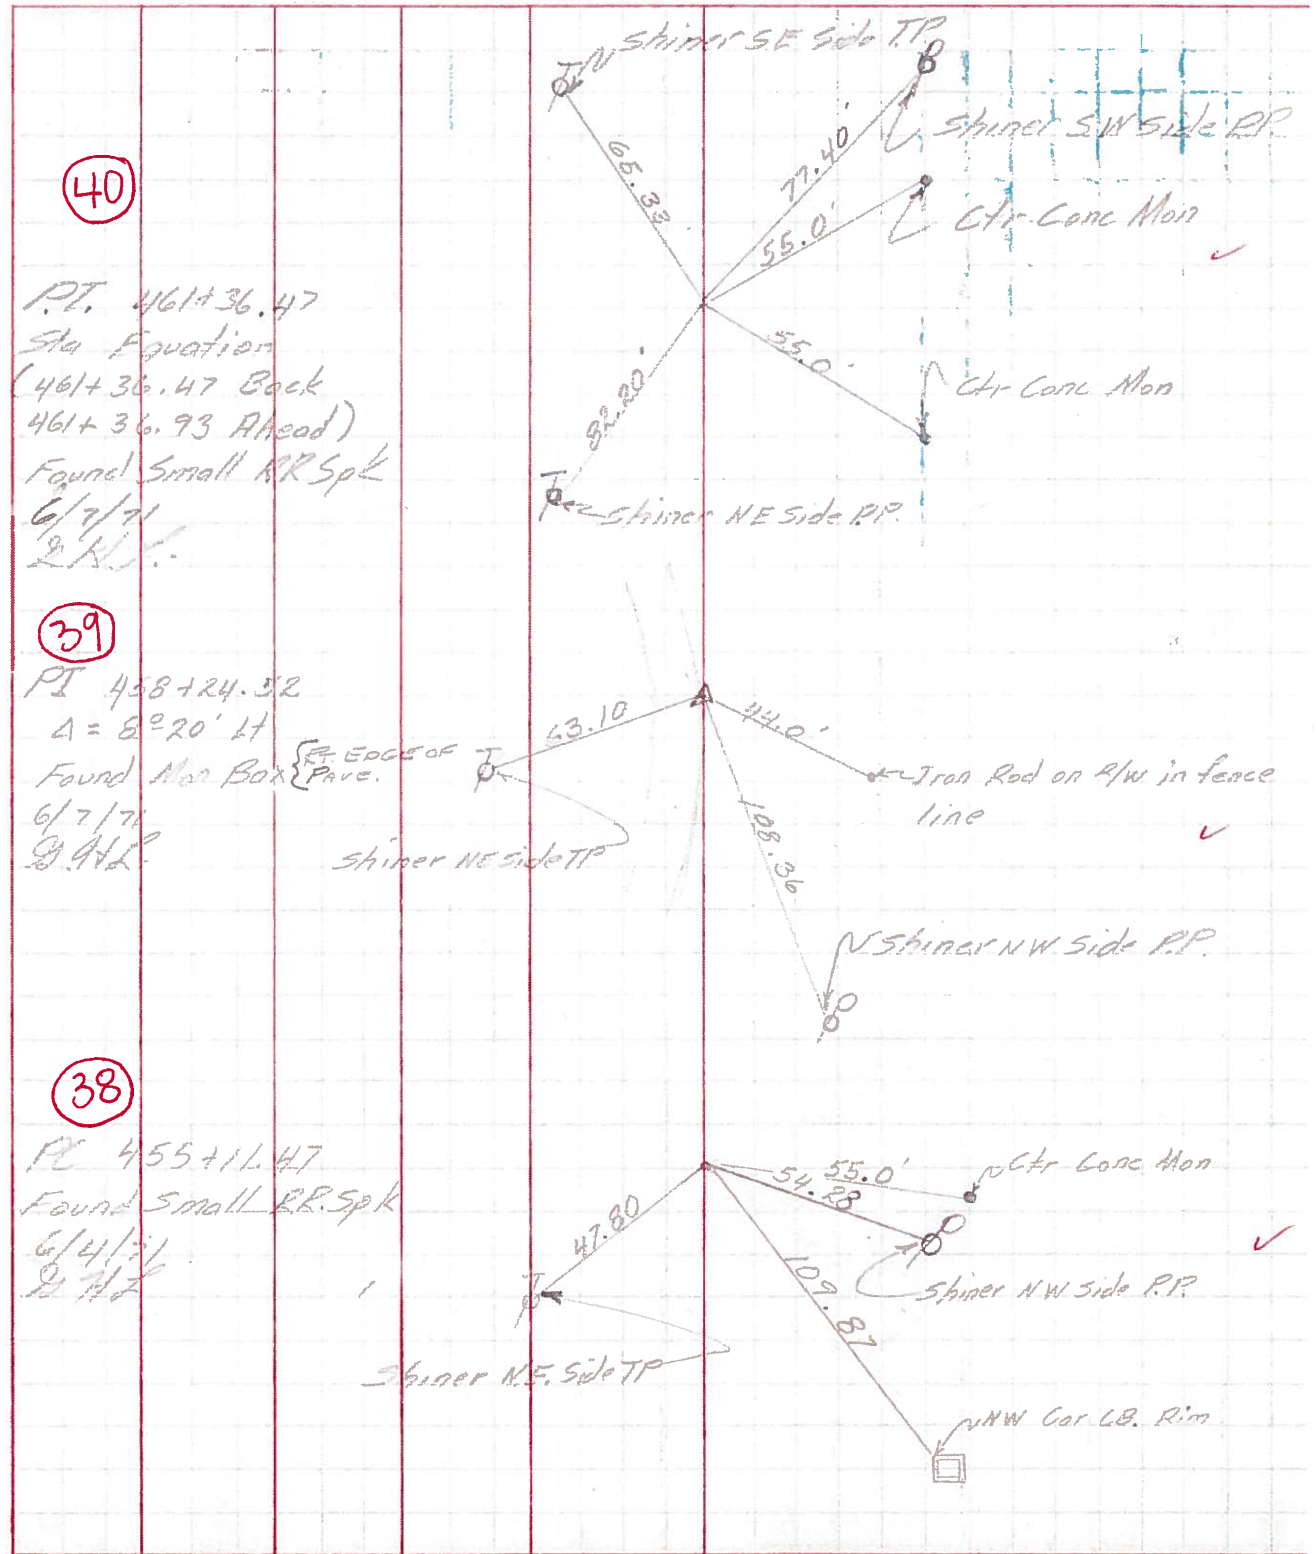 Shiner SE Side T.P.
65.33
77.40'
Shiner SW Side P.P.
40
55.0'
Ctr Conc Mon
P.I. 461+36.47
Sta Equation
(461+36.47 Back
461+36.93 Ahead)
Found Small RR Spk
6/7/71
55.0'
Ctr Conc Mon
Shiner NE Side P.P.
39
PI 458+24.52
Δ = 8°20' Lt
Found Mon Box { RT. EDGE OF
PAVE.
6/7/71
63.10
44.0'
Iron Rod on R/W in fence
line
Shiner NE Side TP
108.36
Shiner NW Side P.P.
38
PC 455+11.47
Found Small RR. Spk
6/4/71
47.80
55.0'
54.28
Ctr Conc Mon
Shiner NW Side P.P.
109.87
Shiner N.E. Side TP
NW Cor C.B. Rim